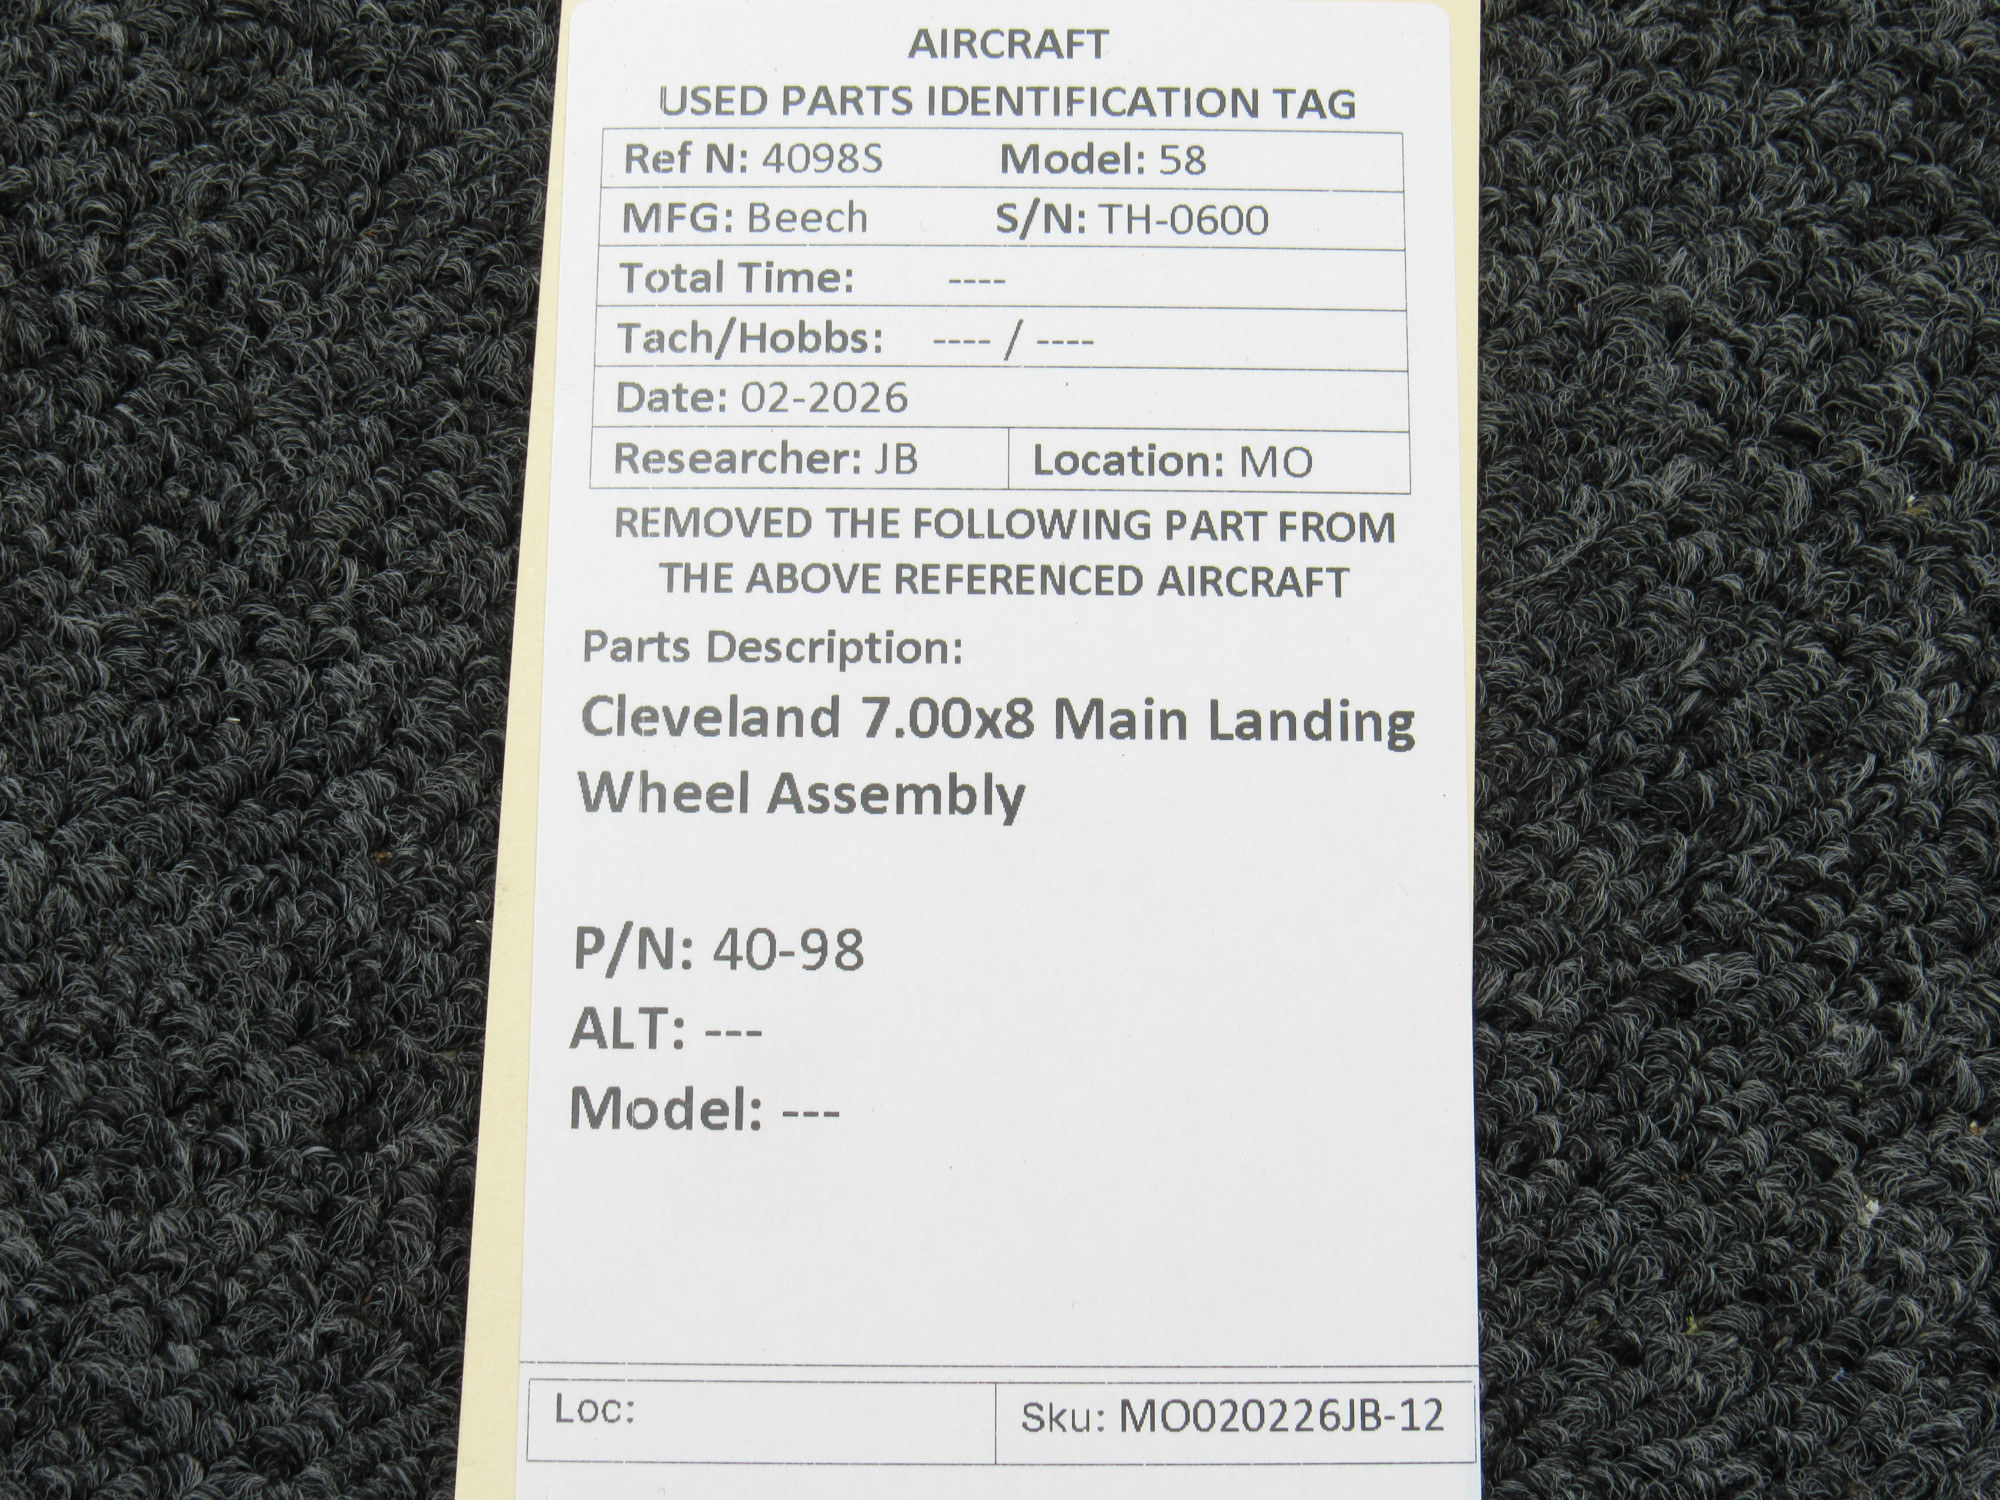 AIRCRAFT
USED PARTS IDENTIFICATION TAG
Ref N: 4098S Model: 58
MFG: Beech S/N: TH-0600
Total Time: ----
Tach/Hobbs: ---- / ----
Date: 02-2026
Researcher: JB Location: MO
REMOVED THE FOLLOWING PART FROM
THE ABOVE REFERENCED AIRCRAFT
Parts Description:
Cleveland 7.00x8 Main Landing
Wheel Assembly
P/N: 40-98
ALT: ---
Model: ---
Loc: Sku: MO020226JB-12